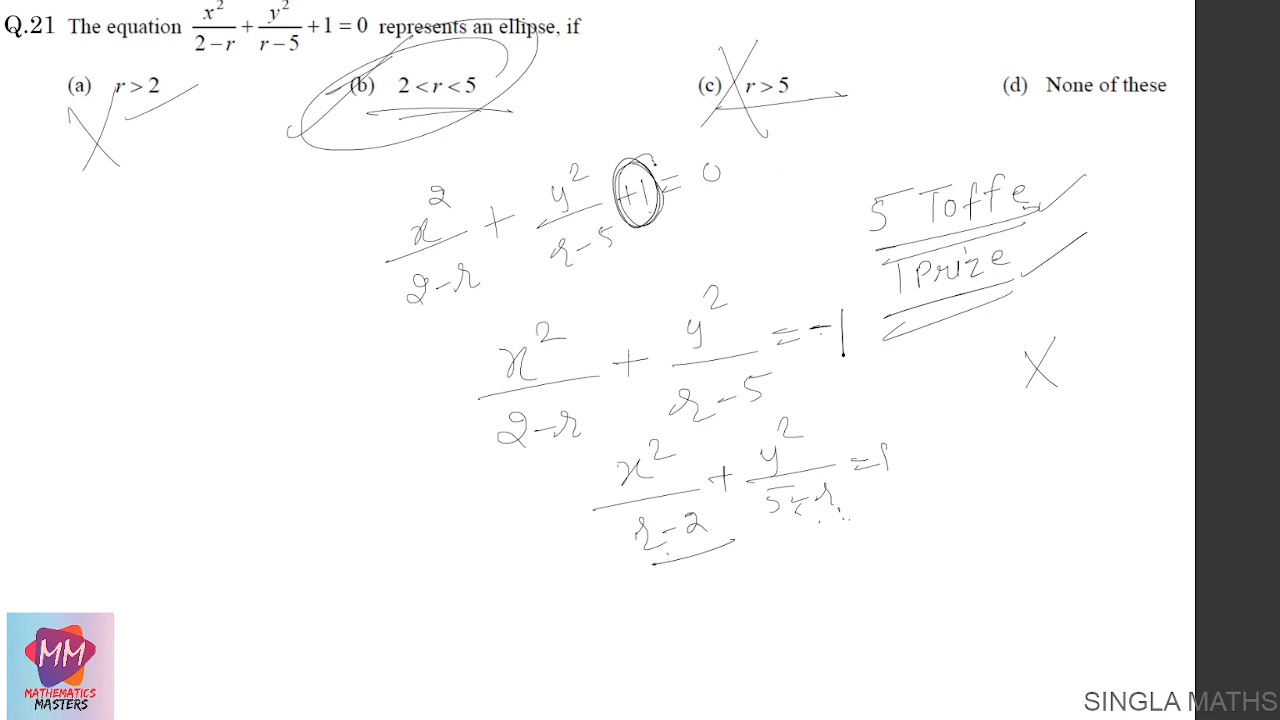 Q.21 The equation x²/(2−r) + y²/(r−5) + 1 = 0 represents an ellipse, if
(a) r > 2 (b) 2 < r < 5 (c) r > 5 (d) None of these
x²/(2−r) + y²/(r−5) + 1 = 0
5 Toffe
1 Prize
x²/(2−r) + y²/(r−5) = −1
x²/(r−2) + y²/(5−r) = 1
MM
MATHEMATICS
MASTERS
SINGLA MATHS